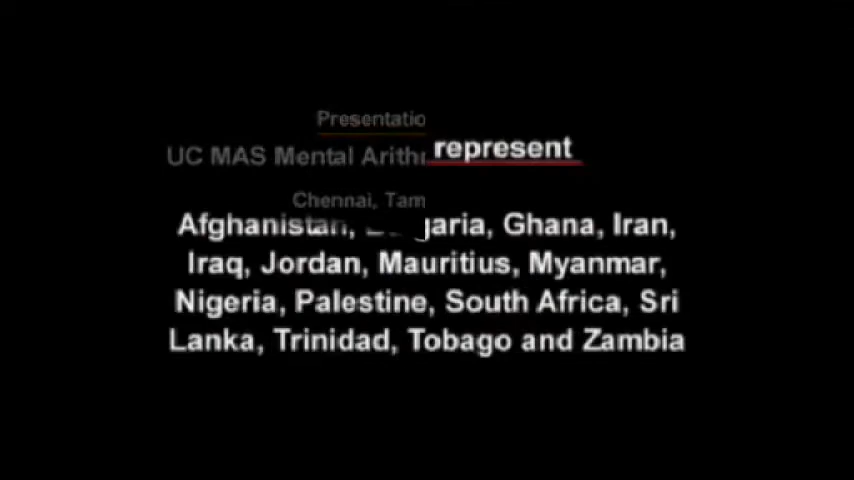 Presentatio
represent
UC MAS Mental Arith
Chennai, Tam
Afghanistan, garia, Ghana, Iran,
Iraq, Jordan, Mauritius, Myanmar,
Nigeria, Palestine, South Africa, Sri
Lanka, Trinidad, Tobago and Zambia